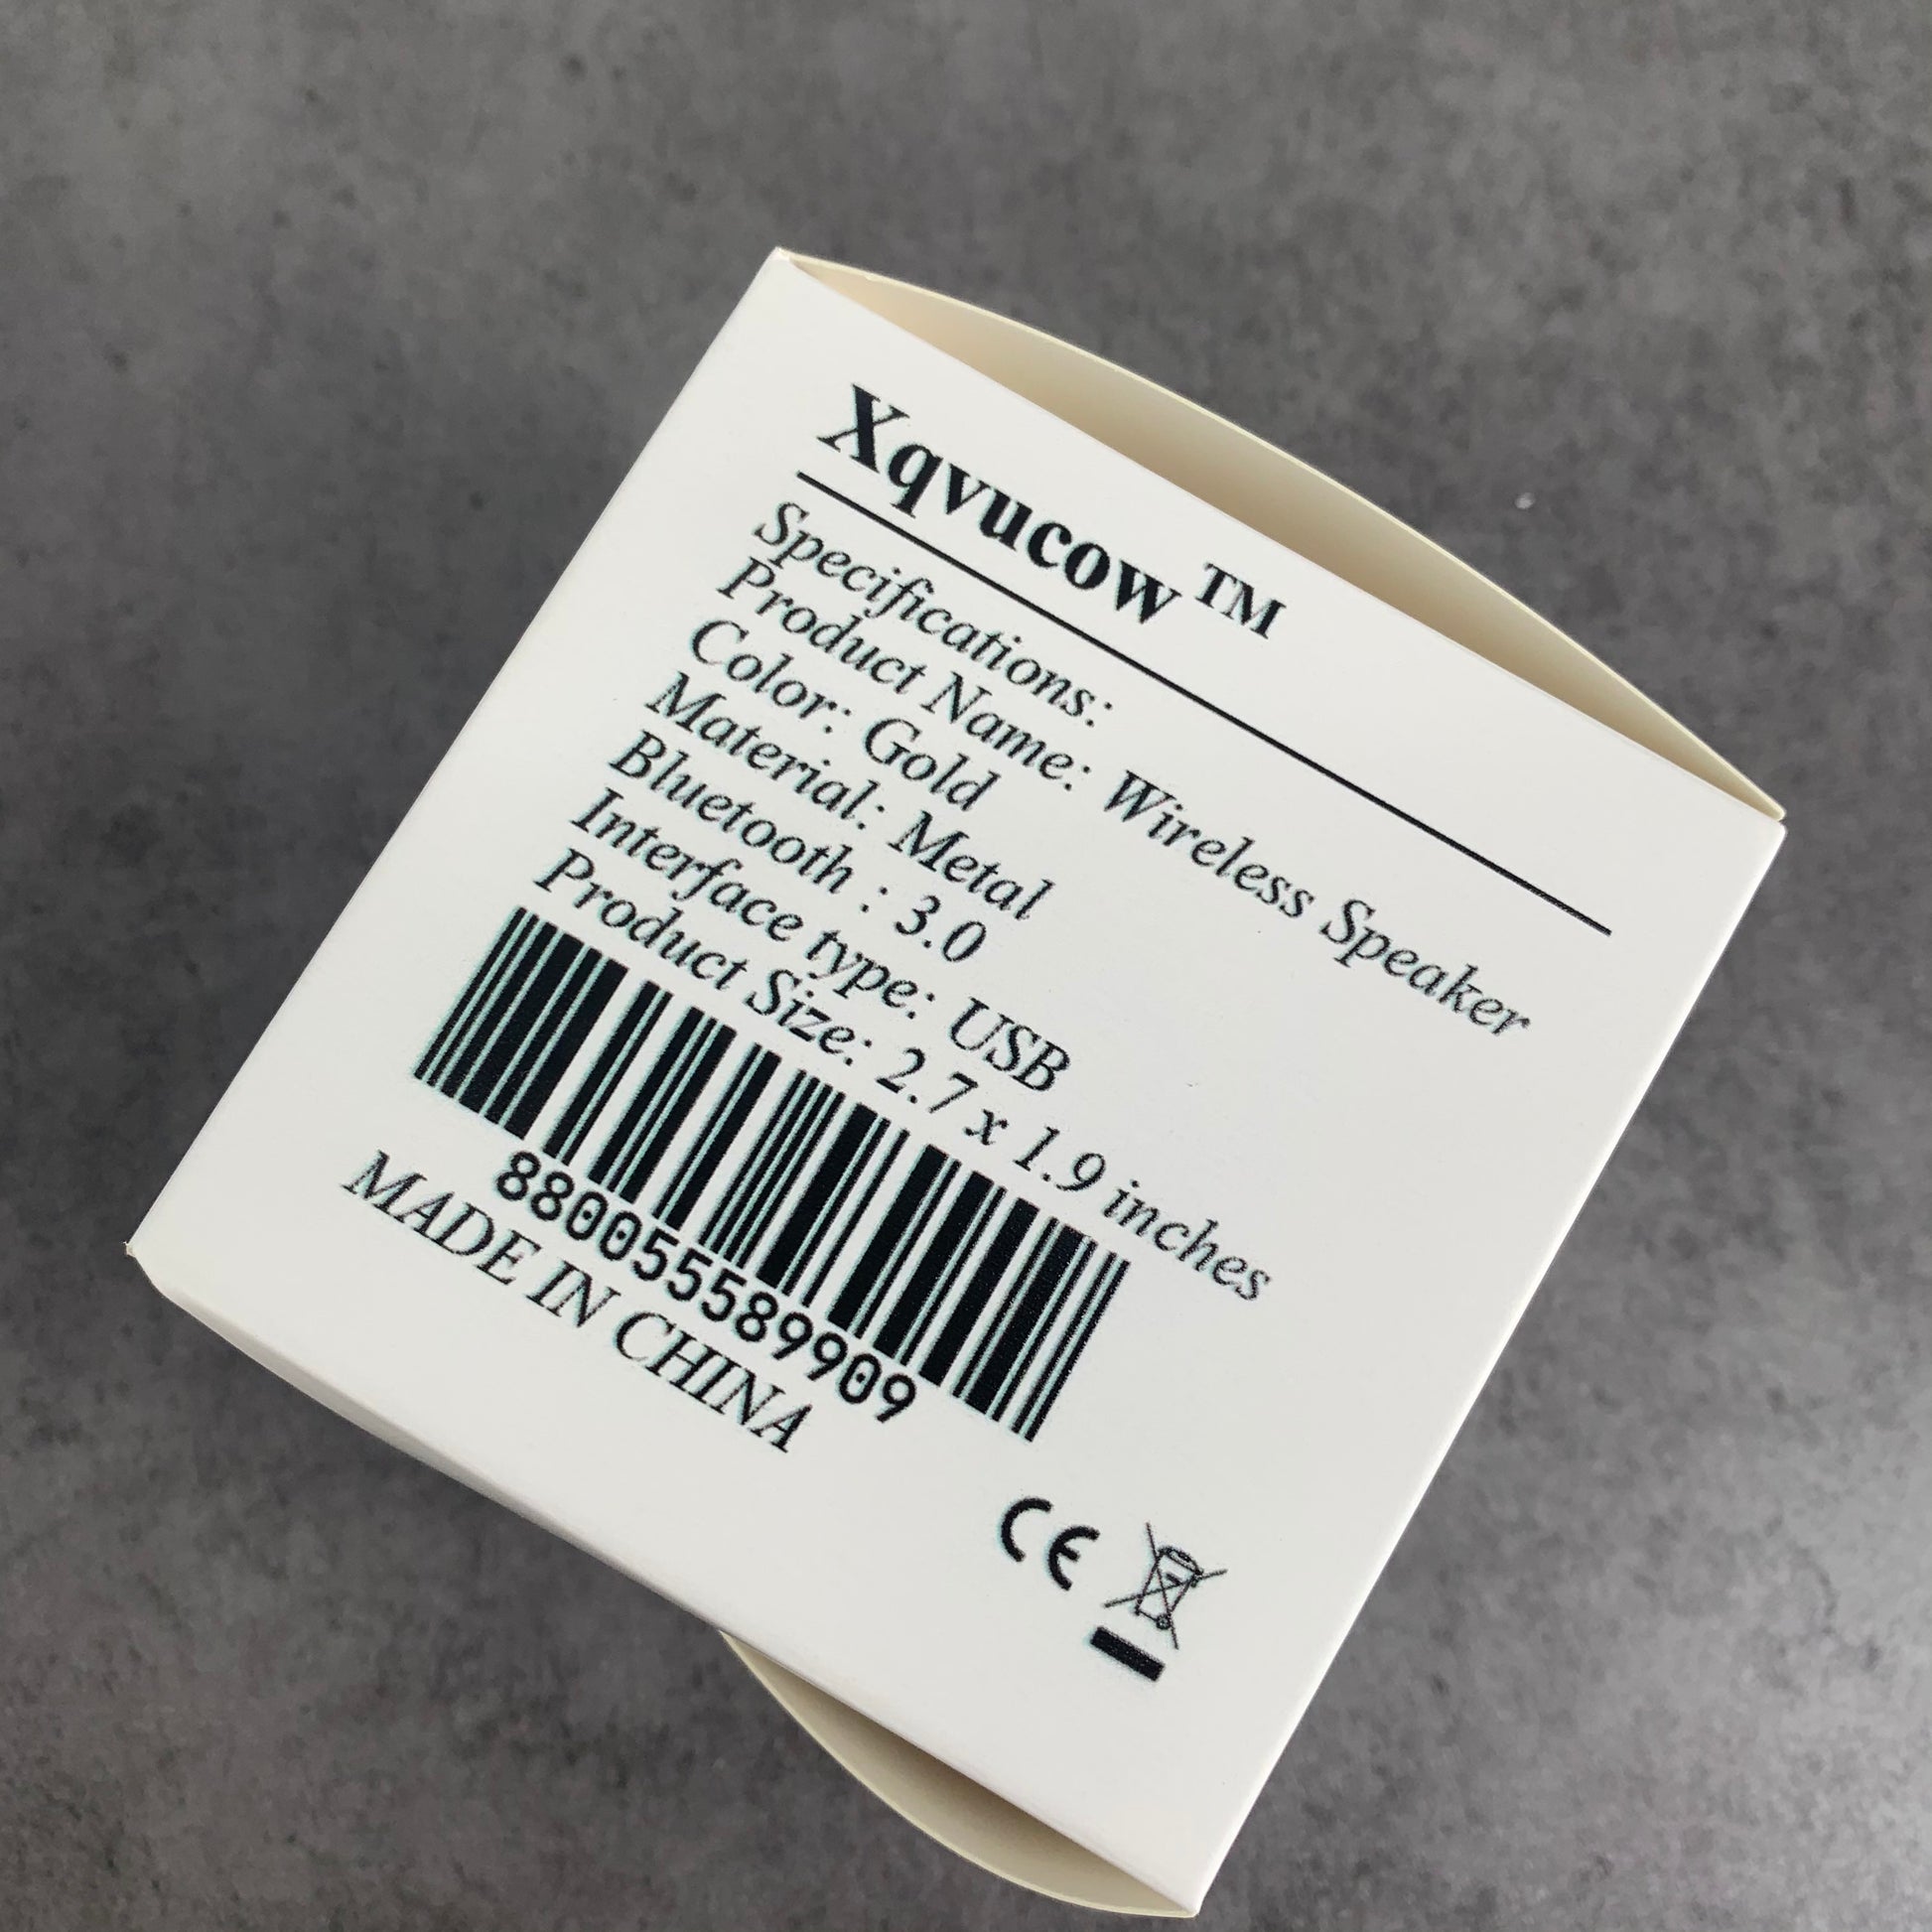 Xqvucow™
Specifications:
Product Name: Wireless Speaker
Color: Gold
Material: Metal
Bluetooth : 3.0
Interface type: USB
Product Size: 2.7 x 1.9 inches
880055589909
MADE IN CHINA
CE